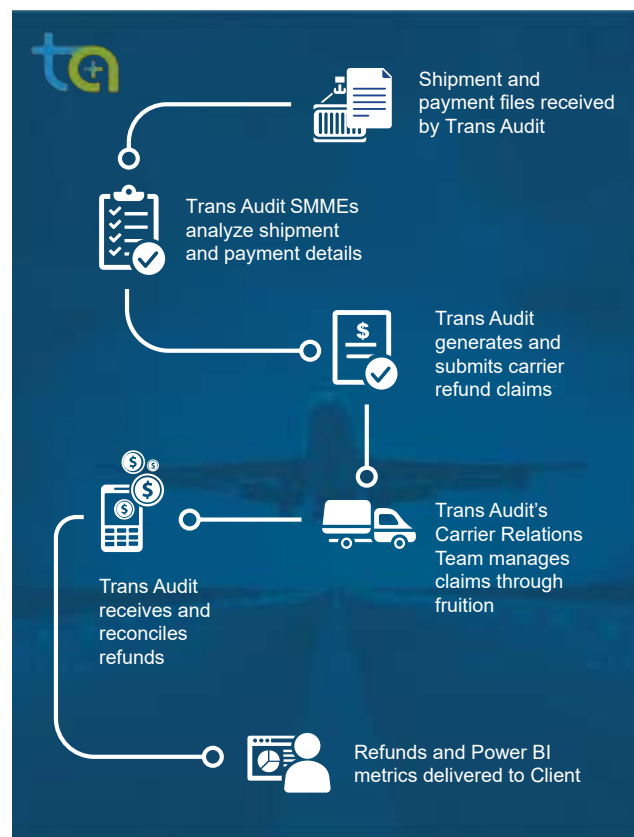 ta
Shipment and
payment files received
by Trans Audit
Trans Audit SMMEs
analyze shipment
and payment details
$
Trans Audit
generates and
submits carrier
refund claims
$
$
$
$
Trans Audit's
Carrier Relations
Team manages
claims through
fruition
Trans Audit
receives and
reconciles
refunds
Refunds and Power BI
metrics delivered to Client